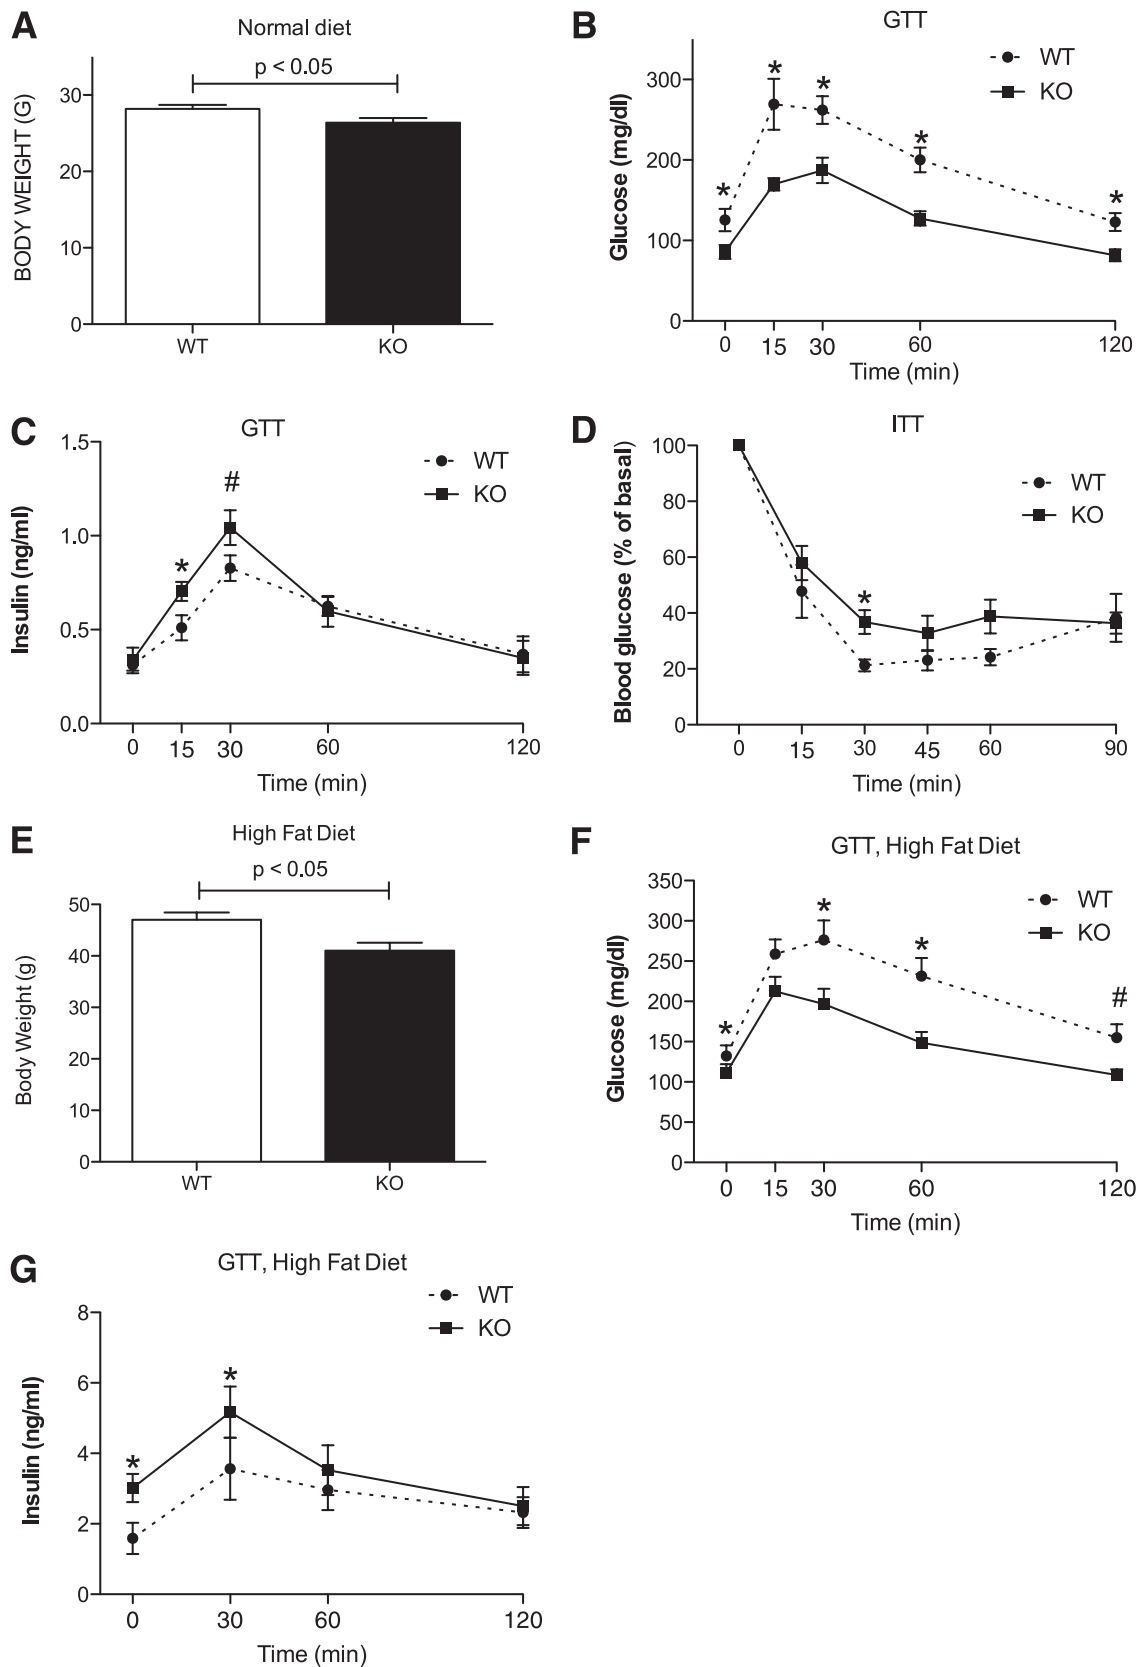 A
Normal diet
p < 0.05
BODY WEIGHT (G)
30
20
10
0
WT
KO
B
GTT
WT
KO
Glucose (mg/dl)
300
200
100
0
* * * * *
0 15 30 60 120
Time (min)
C
GTT
WT
KO
Insulin (ng/ml)
1.5
1.0
0.5
0.0
* #
0 15 30 60 120
Time (min)
D
ITT
WT
KO
Blood glucose (% of basal)
100
80
60
40
20
0
*
0 15 30 45 60 90
Time (min)
E
High Fat Diet
p < 0.05
Body Weight (g)
50
40
30
20
10
0
WT
KO
F
GTT, High Fat Diet
WT
KO
Glucose (mg/dl)
350
300
250
200
150
100
50
0
* * * #
0 15 30 60 120
Time (min)
G
GTT, High Fat Diet
WT
KO
Insulin (ng/ml)
8
6
4
2
0
* *
0 30 60 120
Time (min)